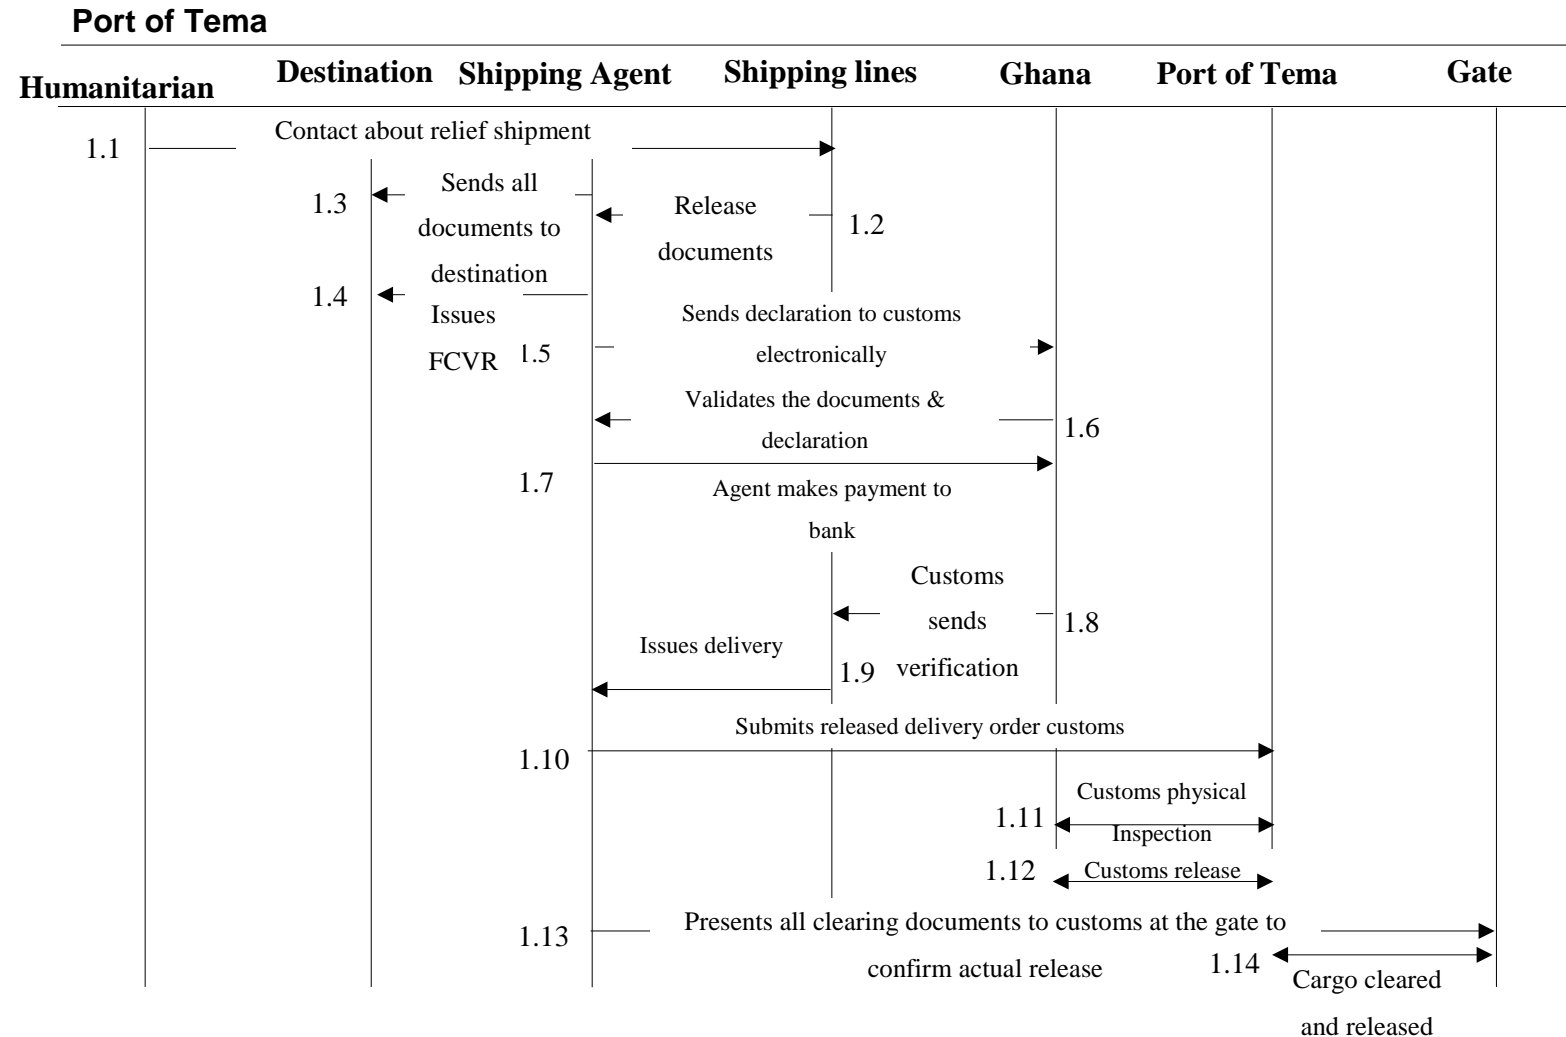 Port of Tema
Humanitarian
Destination
Shipping Agent
Shipping lines
Ghana
Port of Tema
Gate
1.1
Contact about relief shipment
1.3
Sends all
documents to
destination
Release
documents
1.2
1.4
Issues
FCVR
1.5
Sends declaration to customs
electronically
Validates the documents &
declaration
1.6
1.7
Agent makes payment to
bank
Customs
sends
verification
1.8
Issues delivery
1.9
Submits released delivery order customs
1.10
Customs physical
Inspection
1.11
1.12
Customs release
1.13
Presents all clearing documents to customs at the gate to
confirm actual release
1.14
Cargo cleared
and released